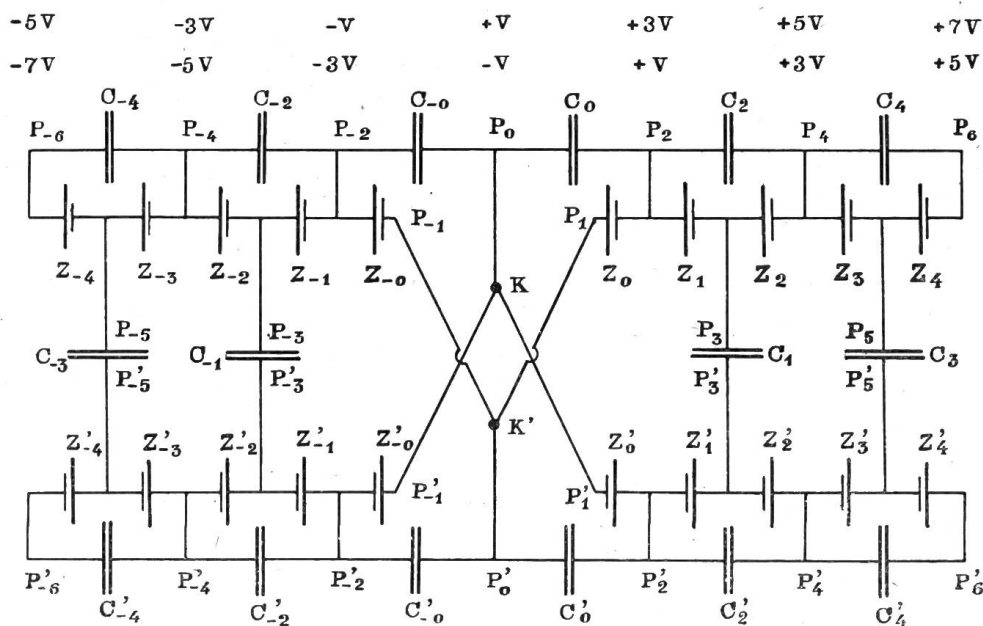 -5V -3V -V +V +3V +5V +7V
-7V -5V -3V -V +V +3V +5V
C₋₄ C₋₂ C₋₀ C₀ C₂ C₄
P₋₆ P₋₄ P₋₂ P₀ P₂ P₄ P₆
P₋₁ P₁
Z₋₄ Z₋₃ Z₋₂ Z₋₁ Z₋₀ Z₀ Z₁ Z₂ Z₃ Z₄
K
P₋₅ P₋₃ P₃ P₅
C₋₃ C₋₁ C₁ C₃
P'₋₅ P'₋₃ P'₃ P'₅
K'
Z'₋₄ Z'₋₃ Z'₋₂ Z'₋₁ Z'₋₀ Z'₀ Z'₁ Z'₂ Z'₃ Z'₄
P'₋₁ P'₁
P'₋₆ P'₋₄ P'₋₂ P'₀ P'₂ P'₄ P'₆
C'₋₄ C'₋₂ C'₋₀ C'₀ C'₂ C'₄